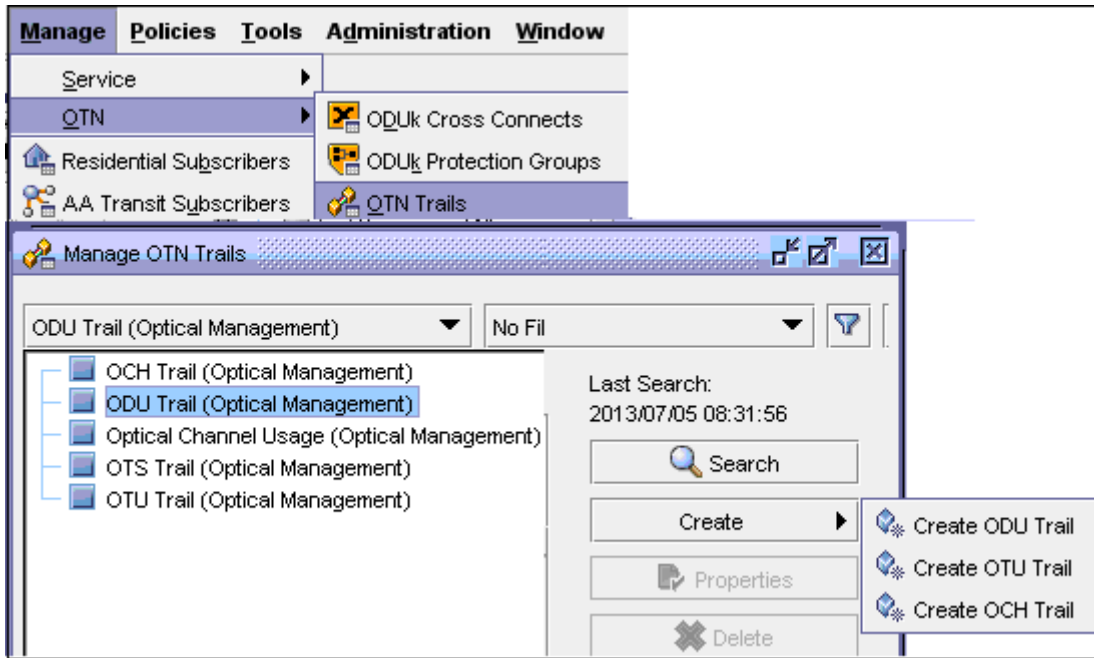 Manage Policies Tools Administration Window
Service
OTN
Residential Subscribers
AA Transit Subscribers
ODUk Cross Connects
ODUk Protection Groups
OTN Trails
Manage OTN Trails
ODU Trail (Optical Management)
No Fil
OCH Trail (Optical Management)
ODU Trail (Optical Management)
Optical Channel Usage (Optical Management)
OTS Trail (Optical Management)
OTU Trail (Optical Management)
Last Search:
2013/07/05 08:31:56
Search
Create
Properties
Delete
Create ODU Trail
Create OTU Trail
Create OCH Trail